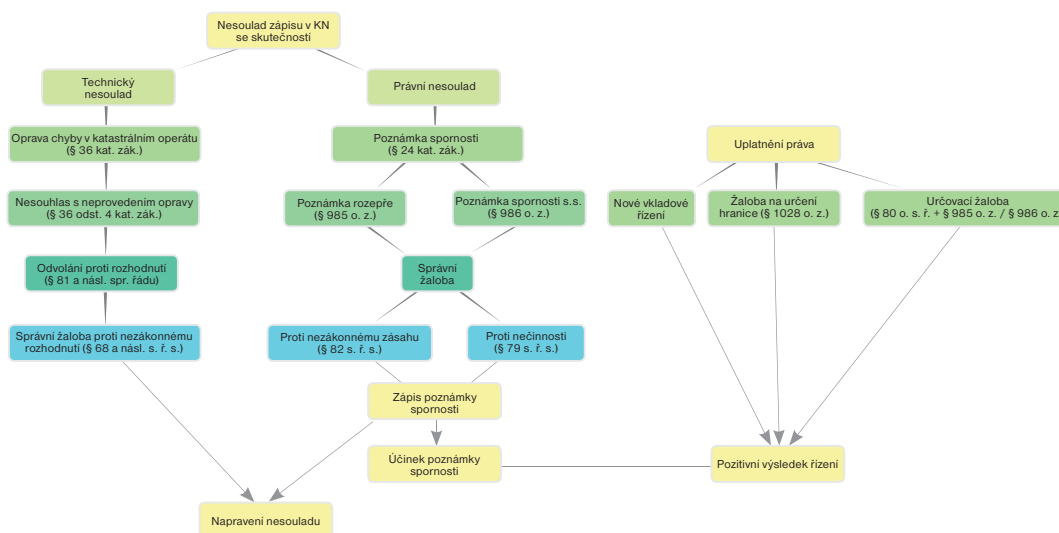 Nesoulad zápisu v KN
se skutečností
Technický
nesoulad
Právní nesoulad
Oprava chyby v katastrálním operátu
(§ 36 kat. zák.)
Poznámka spornosti
(§ 24 kat. zák.)
Uplatnění práva
Nesouhlas s neprovedením opravy
(§ 36 odst. 4 kat. zák.)
Poznámka rozepře
(§ 985 o. z.)
Poznámka spornosti s.s.
(§ 986 o. z.)
Nové vkladové
řízení
Žaloba na určení
hranice (§ 1028 o. z.)
Určovací žaloba
(§ 80 o. s. ř. + § 985 o. z. / § 986 o. z
Odvolání proti rozhodnutí
(§ 81 a násl. spr. řádu)
Správní
žaloba
Správní žaloba proti nezákonnému
rozhodnutí (§ 68 a násl. s. ř. s.)
Proti nezákonnému zásahu
(§ 82 s. ř. s.)
Proti nečinnosti
(§ 79 s. ř. s.)
Zápis poznámky
spornosti
Účinek poznámky
spornosti
Pozitivní výsledek řízení
Napravení nesouladu